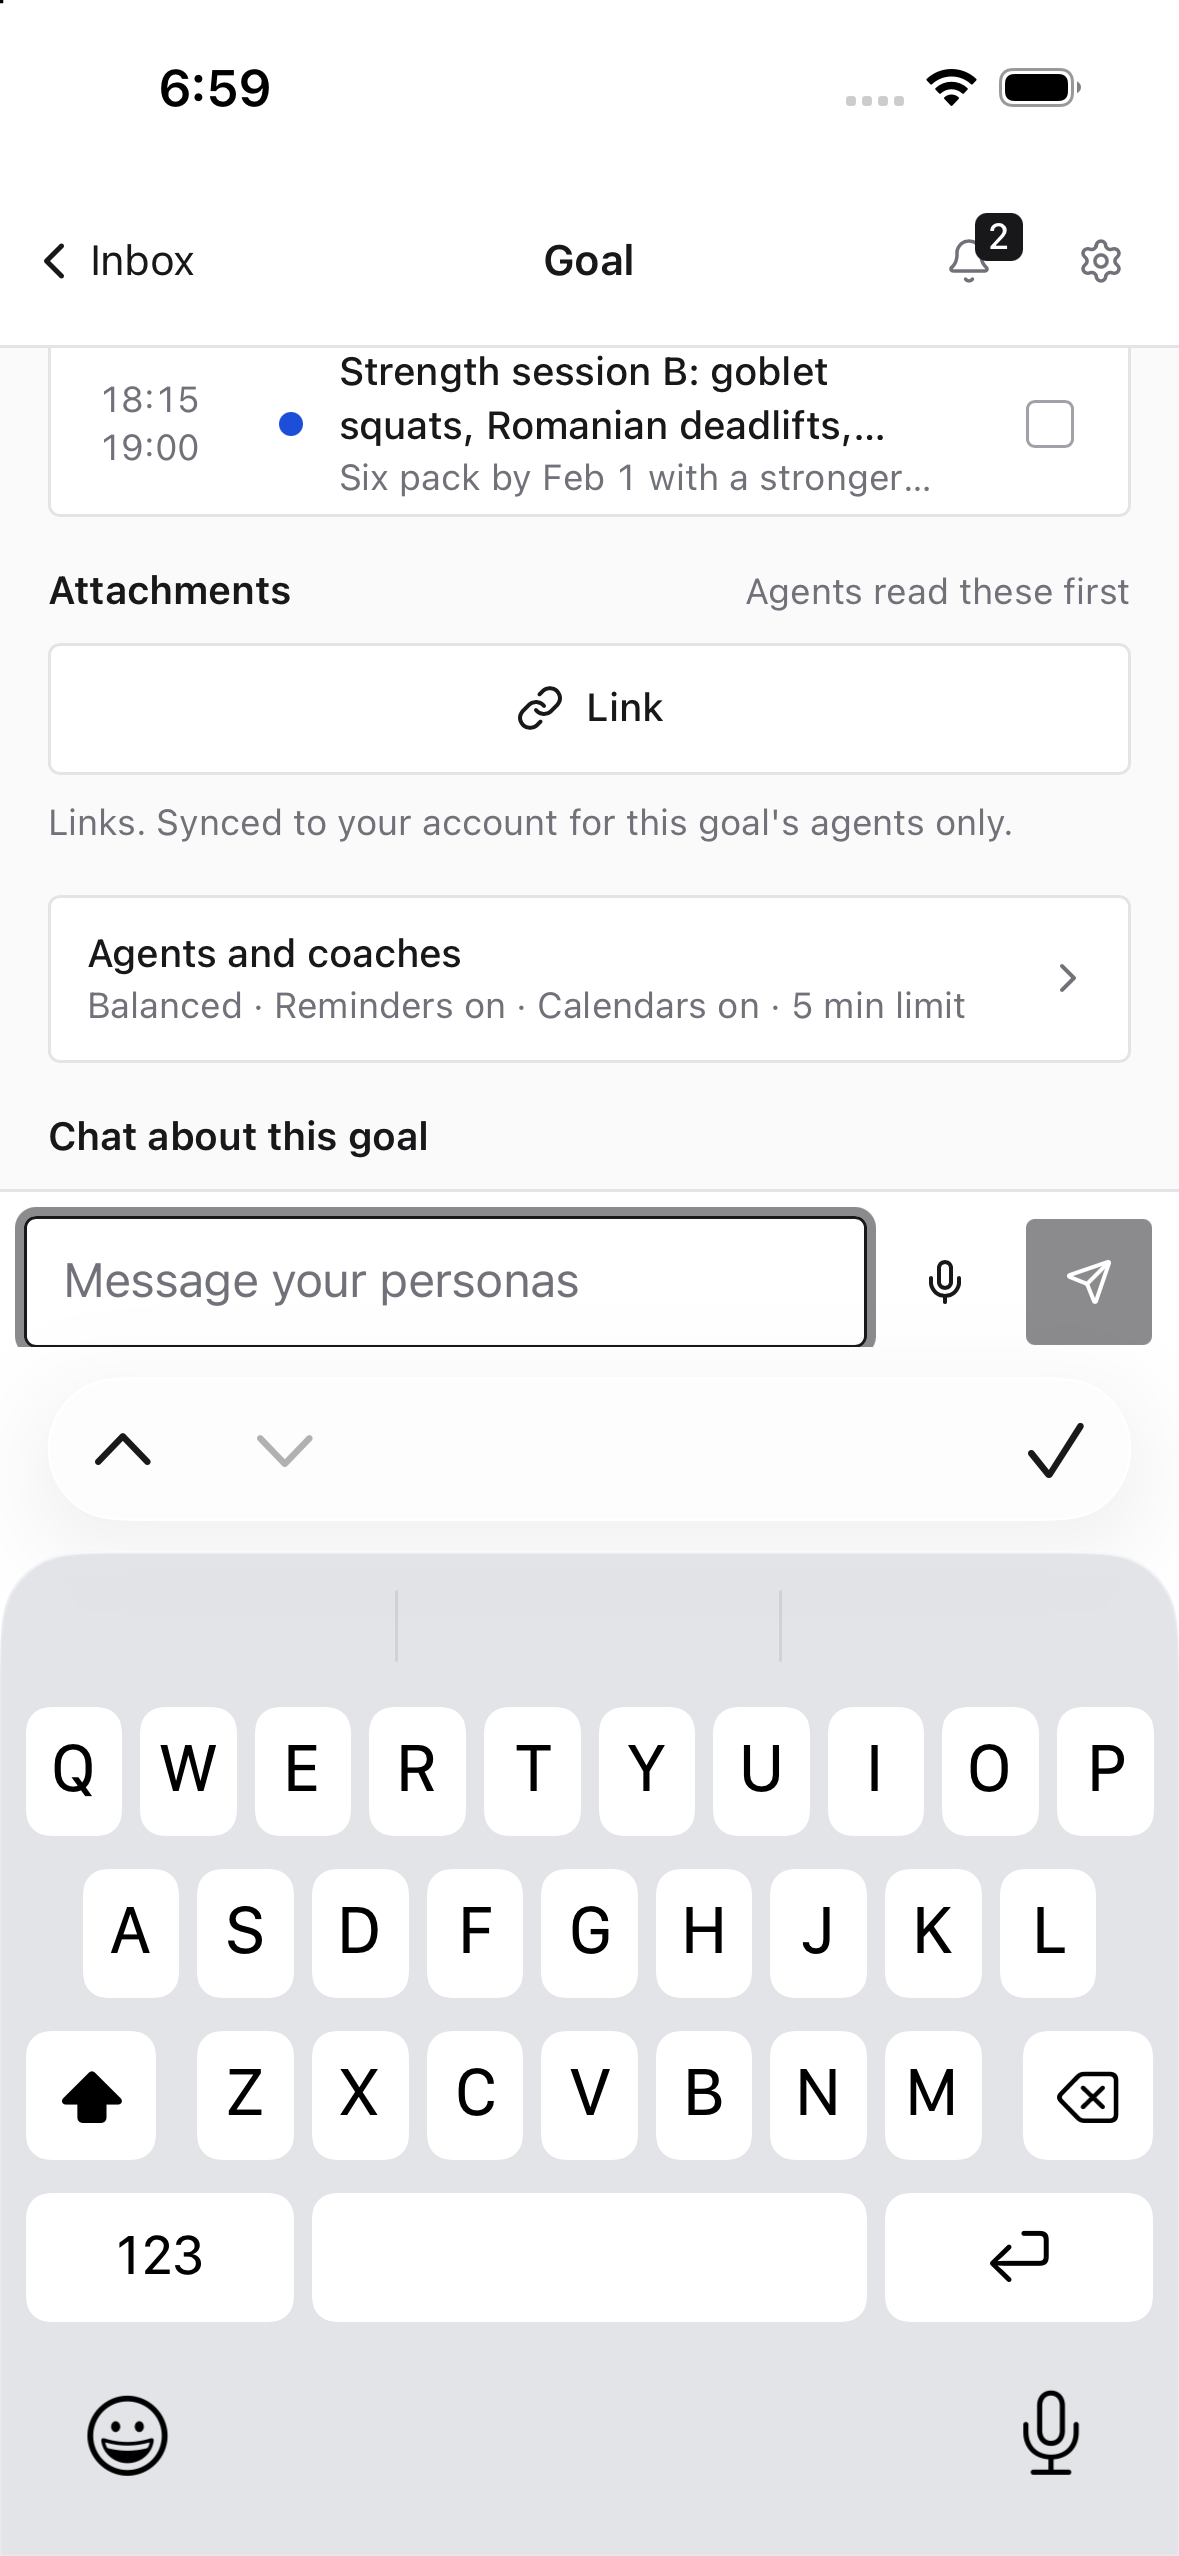 6:59
Inbox
Goal
2
18:15
19:00
Strength session B: goblet
squats, Romanian deadlifts,...
Six pack by Feb 1 with a stronger...
Attachments
Agents read these first
Link
Links. Synced to your account for this goal's agents only.
Agents and coaches
Balanced · Reminders on · Calendars on · 5 min limit
Chat about this goal
Message your personas
Q W E R T Y U I O P
A S D F G H J K L
Z X C V B N M
123